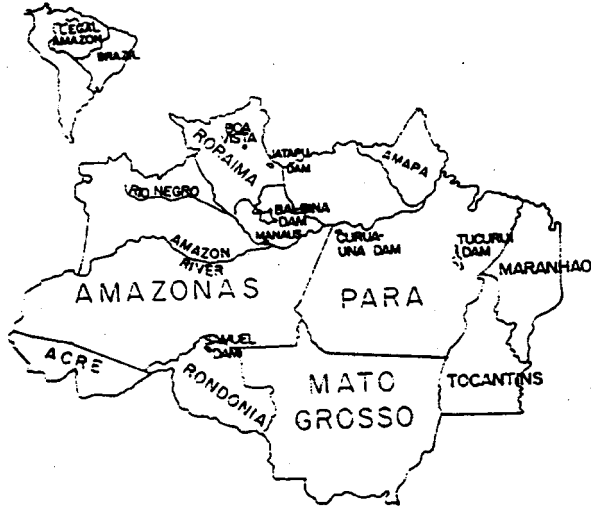 LEGAL
AMAZON
BRAZIL
BOA
VISTA
RORAIMA
JATAPU
DAM
AMAPA
RIO NEGRO
BALBINA
DAM
MANAUS
CURUA-
UNA DAM
TUCURUI
DAM
MARANHAO
AMAZON
RIVER
AMAZONAS
PARA
SAMUEL
DAM
ACRE
RONDONIA
MATO
GROSSO
TOCANTINS